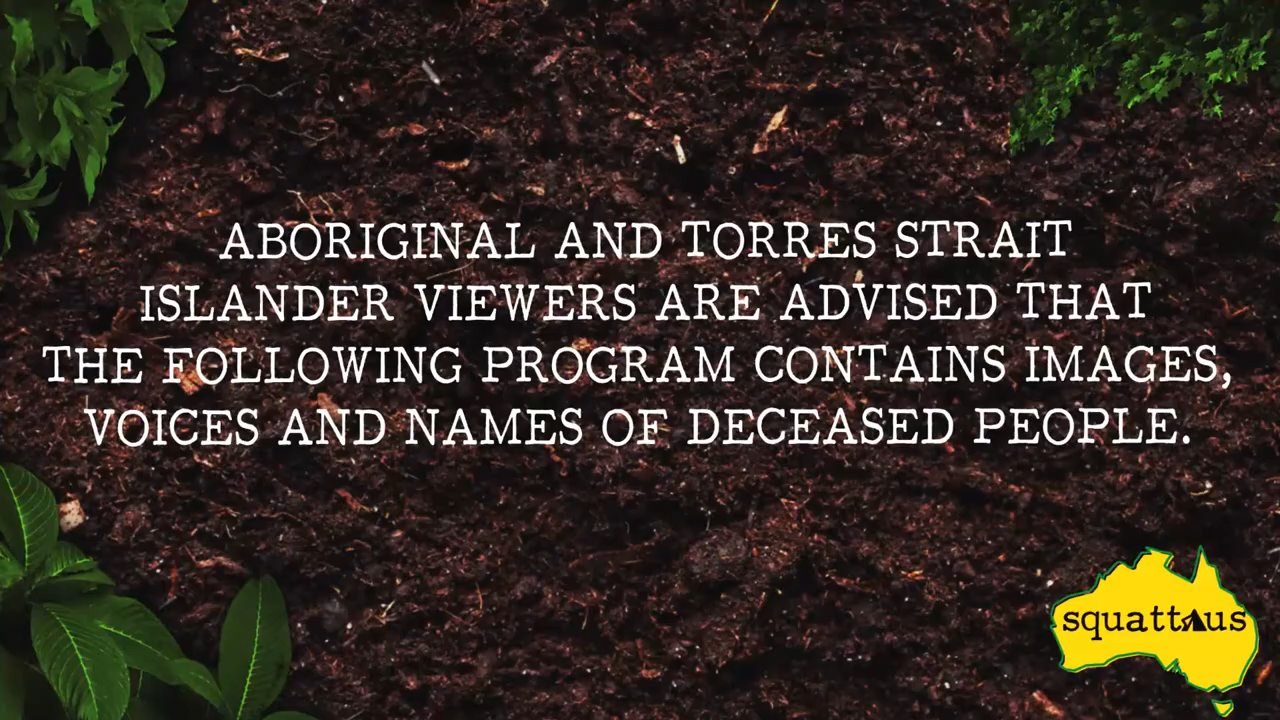 ABORIGINAL AND TORRES STRAIT
ISLANDER VIEWERS ARE ADVISED THAT
THE FOLLOWING PROGRAM CONTAINS IMAGES,
VOICES AND NAMES OF DECEASED PEOPLE.
squattaus